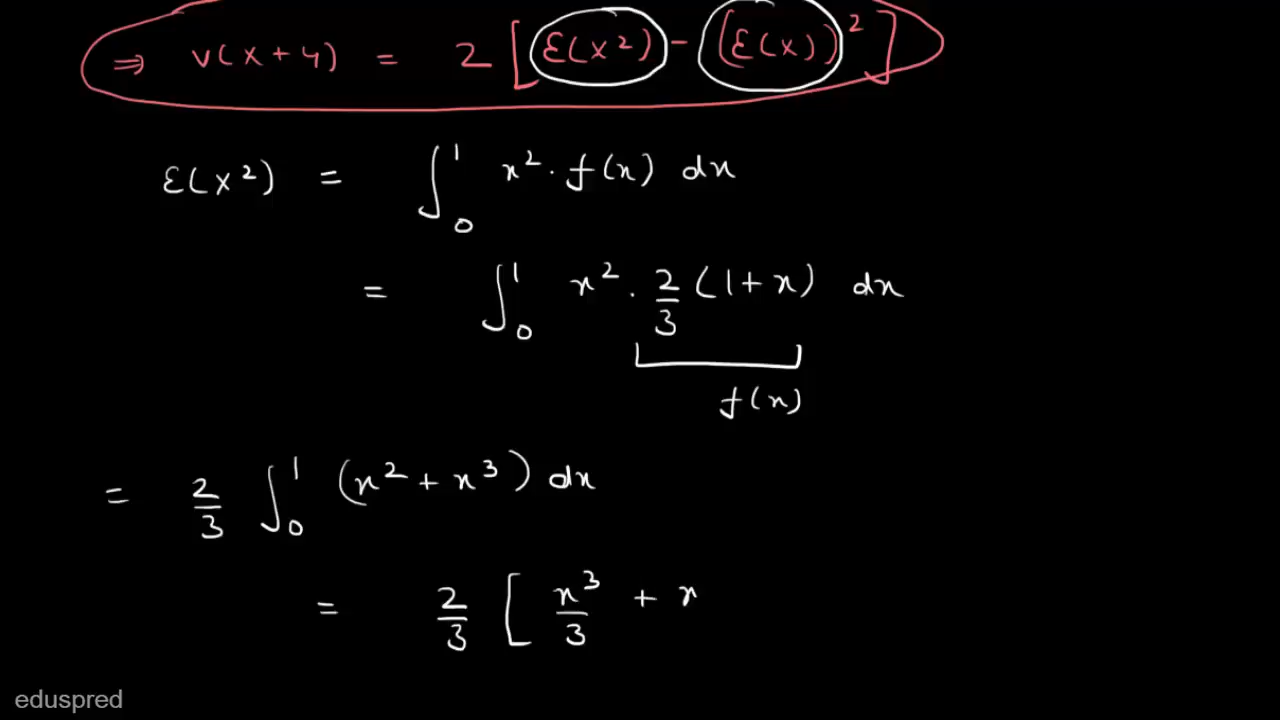 ⇒ V(X+4) = 2 [ε(X²) - (ε(X))²]
ε(X²) = ∫₀¹ x² · f(x) dx
= ∫₀¹ x² · 2/3 (1+x) dx
f(x)
= 2/3 ∫₀¹ (x² + x³) dx
= 2/3 [ x³/3 + x
eduspred